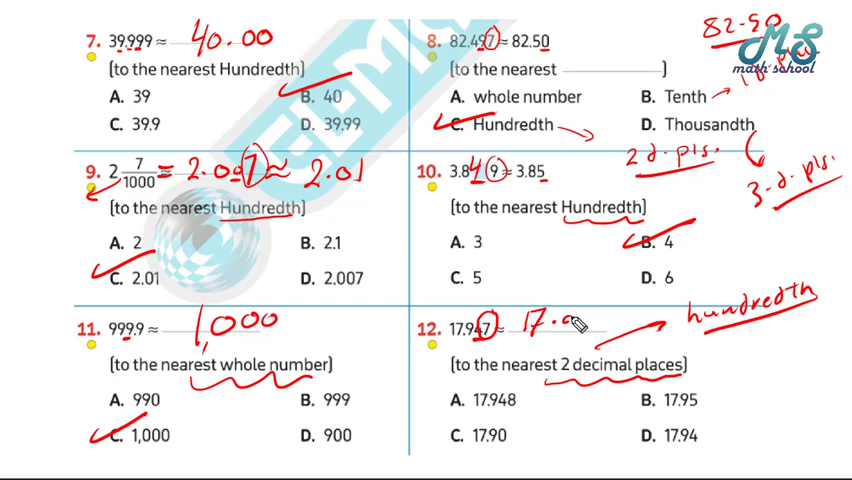 7. 39.999 ≈ 40.00
(to the nearest Hundredth)
A. 39 B. 40
C. 39.9 D. 39.99
8. 82.497 ≈ 82.50
82.50
MS
math school
(to the nearest ____________)
A. whole number B. Tenth
C. Hundredth D. Thousandth
2 d. pls.
3-d. pls.
9. 2 7/1000 = 2.007 ≈ 2.01
(to the nearest Hundredth)
A. 2 B. 2.1
C. 2.01 D. 2.007
10. 3.8 4 9 ≈ 3.85
(to the nearest Hundredth)
A. 3 B. 4
C. 5 D. 6
11. 999.9 ≈ 1,000
(to the nearest whole number)
A. 990 B. 999
C. 1,000 D. 900
hundredth
12. 17.947 ≈ 17.
(to the nearest 2 decimal places)
A. 17.948 B. 17.95
C. 17.90 D. 17.94